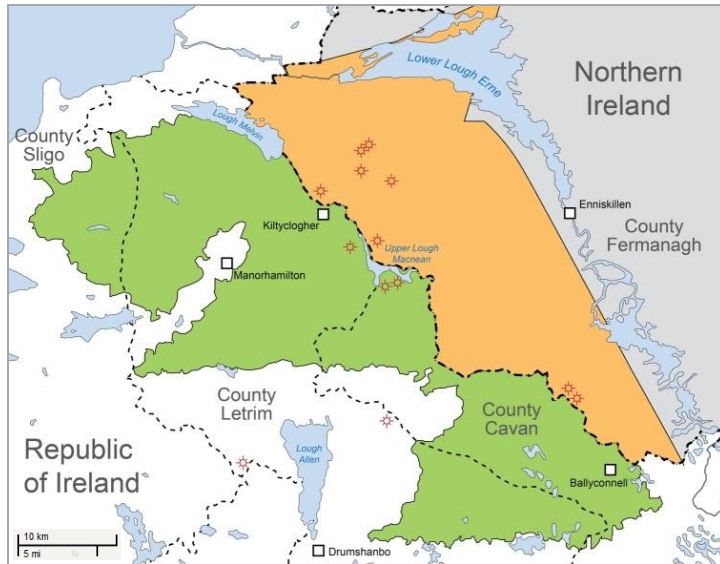 Lower Lough Erne
Northern
Ireland
County
Sligo
Lough Melvin
Enniskillen
Kiltyclogher
County
Fermanagh
Upper Lough
Macnean
Manorhamilton
County
Letrim
County
Cavan
Republic
of Ireland
Lough
Allen
Ballyconnell
10 km
5 mi
Drumshanbo